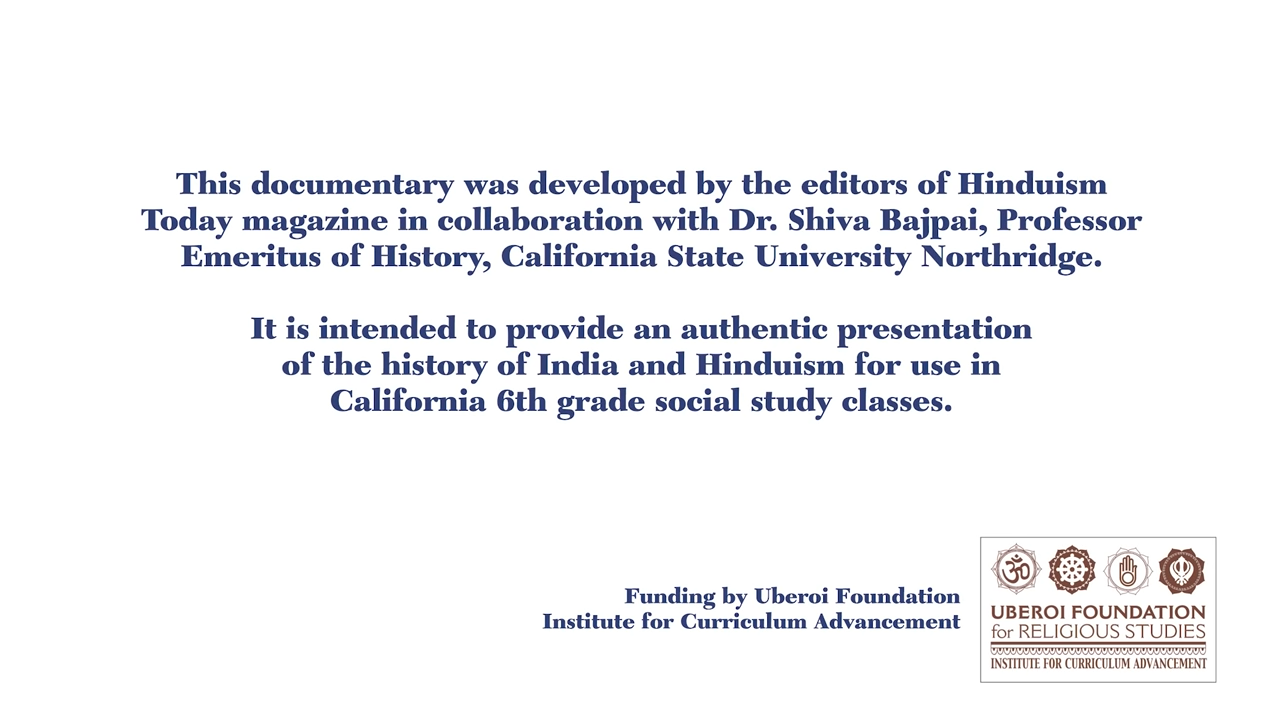 This documentary was developed by the editors of Hinduism
Today magazine in collaboration with Dr. Shiva Bajpai, Professor
Emeritus of History, California State University Northridge.
It is intended to provide an authentic presentation
of the history of India and Hinduism for use in
California 6th grade social study classes.
Funding by Uberoi Foundation
Institute for Curriculum Advancement
ॐ
UBEROI FOUNDATION
for RELIGIOUS STUDIES
INSTITUTE FOR CURRICULUM ADVANCEMENT